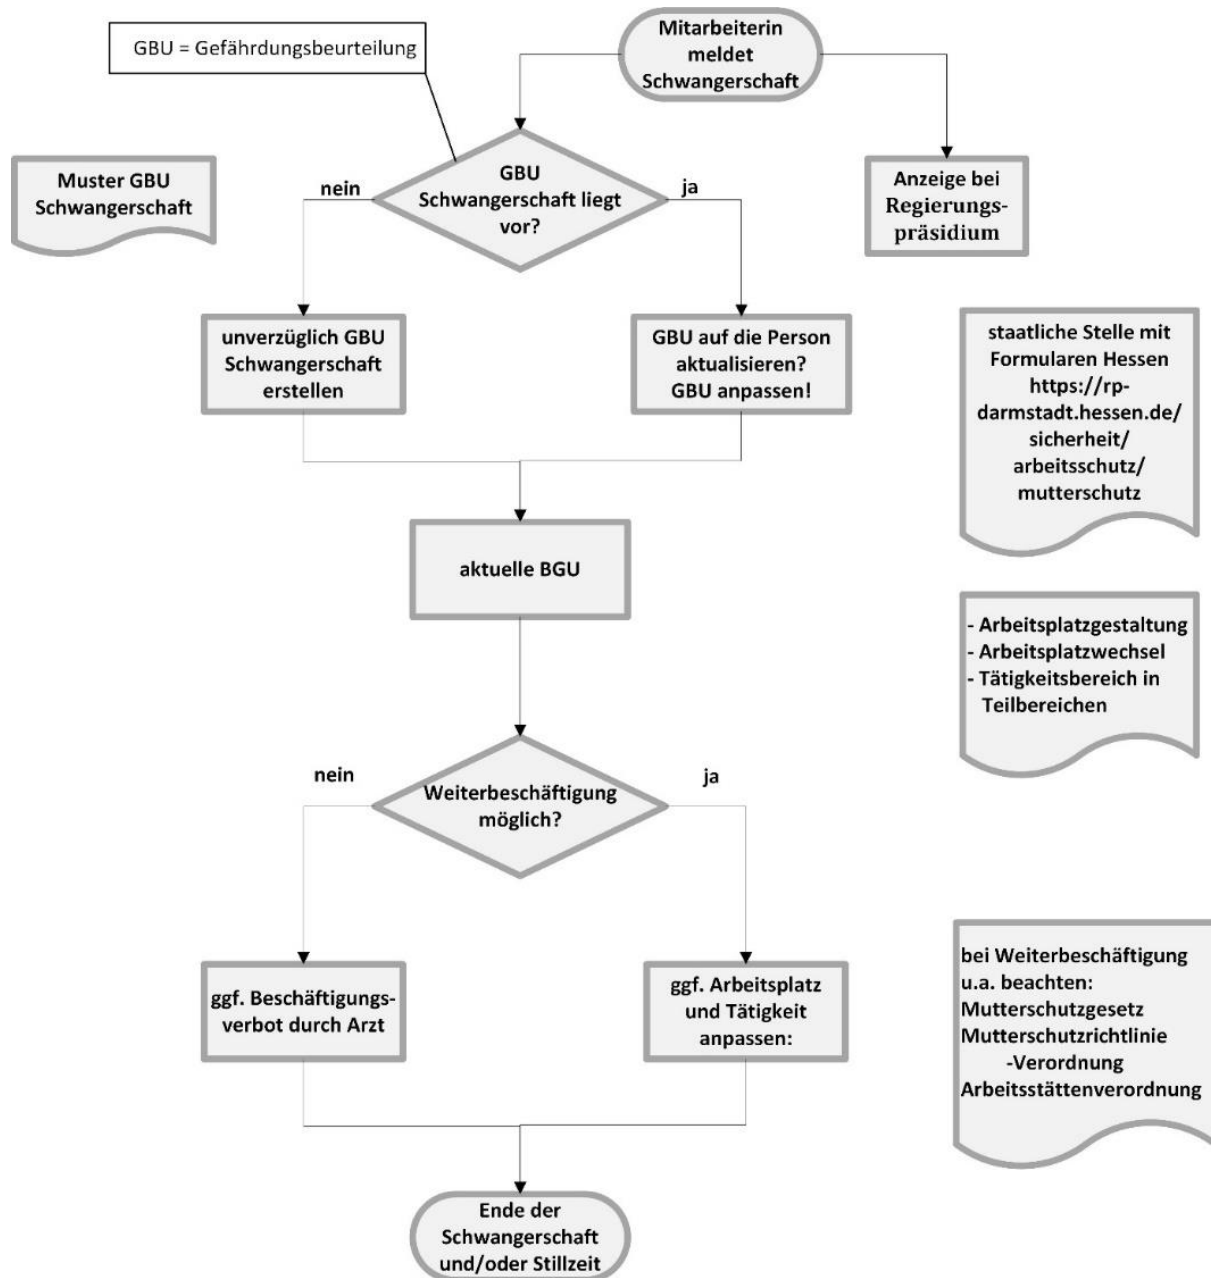 GBU = Gefährdungsbeurteilung
Mitarbeiterin
meldet
Schwangerschaft
Muster GBU
Schwangerschaft
nein
GBU
Schwangerschaft liegt
vor?
ja
Anzeige bei
Regierungs-
präsidium
unverzüglich GBU
Schwangerschaft
erstellen
GBU auf die Person
aktualisieren?
GBU anpassen!
staatliche Stelle mit
Formularen Hessen
https://rp-
darmstadt.hessen.de/
sicherheit/
arbeitsschutz/
mutterschutz
aktuelle BGU
- Arbeitsplatzgestaltung
- Arbeitsplatzwechsel
- Tätigkeitsbereich in
Teilbereichen
nein
Weiterbeschäftigung
möglich?
ja
ggf. Beschäftigungs-
verbot durch Arzt
ggf. Arbeitsplatz
und Tätigkeit
anpassen:
bei Weiterbeschäftigung
u.a. beachten:
Mutterschutzgesetz
Mutterschutzrichtlinie
-Verordnung
Arbeitsstättenverordnung
Ende der
Schwangerschaft
und/oder Stillzeit